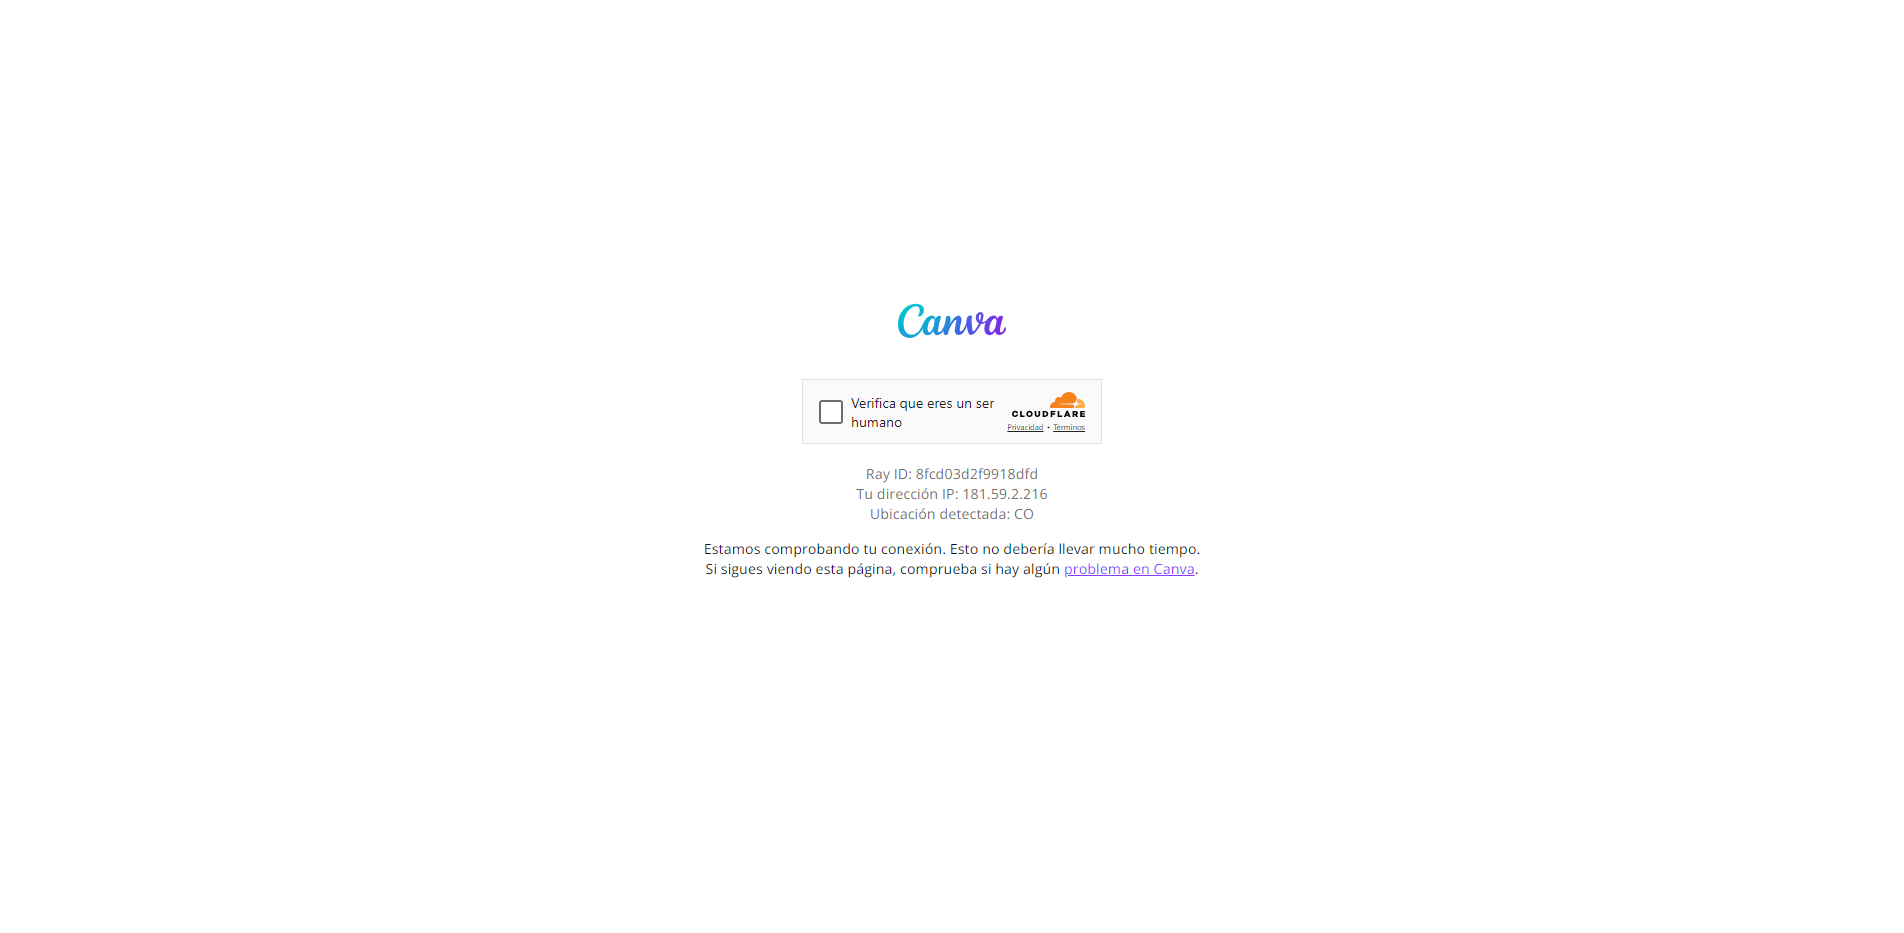 Canva
Verifica que eres un ser
humano
CLOUDFLARE
Privacidad • Términos
Ray ID: 8fcd03d2f9918dfd
Tu dirección IP: 181.59.2.216
Ubicación detectada: CO
Estamos comprobando tu conexión. Esto no debería llevar mucho tiempo.
Si sigues viendo esta página, comprueba si hay algún problema en Canva.